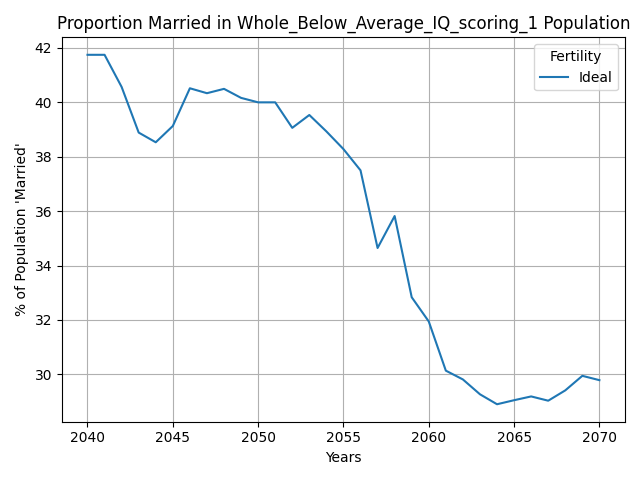 Proportion Married in Whole_Below_Average_IQ_scoring_1 Population
Fertility
Ideal
% of Population 'Married'
42
40
38
36
34
32
30
2040 2045 2050 2055 2060 2065 2070
Years